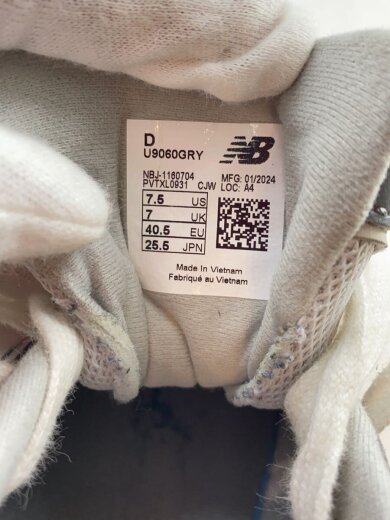 D
U9060GRY
NB
NBJ-1160704
PVTXL0931 CJW
MFG: 01/2024
LOC: A4
7.5 US
7 UK
40.5 EU
25.5 JPN
Made In Vietnam
Fabriqué au Vietnam